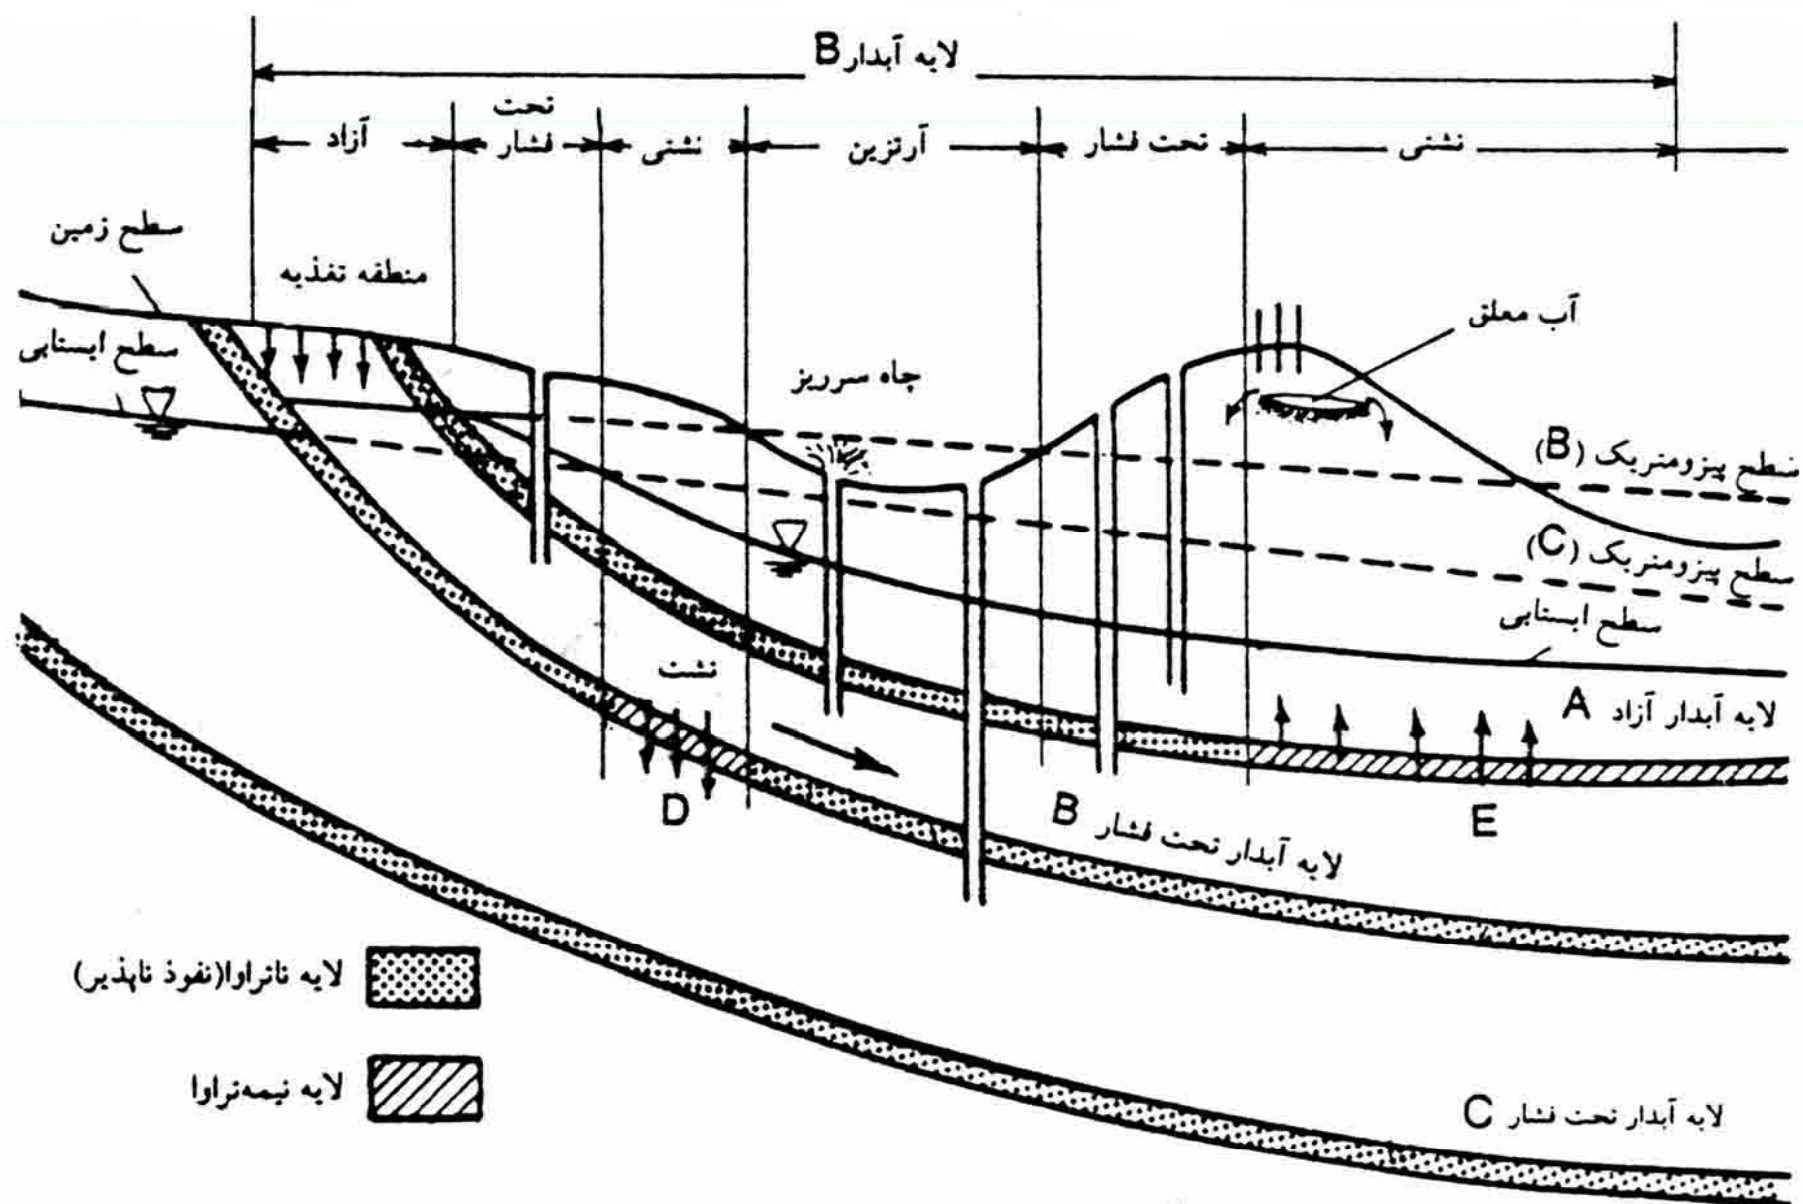 لایه آبدار B
آزاد
تحت
فشار
نشتی
آرتزین
تحت فشار
نشتی
سطح زمین
منطقه تغذیه
سطح ایستابی
چاه سرریز
آب معلق
سطح پیزومتریک (B)
سطح پیزومتریک (C)
سطح ایستابی
لایه آبدار آزاد A
نشت
D
لایه آبدار تحت فشار B
E
لایه ناتراوا(نفوذ ناپذیر)
لایه نیمه‌تراوا
لایه آبدار تحت فشار C